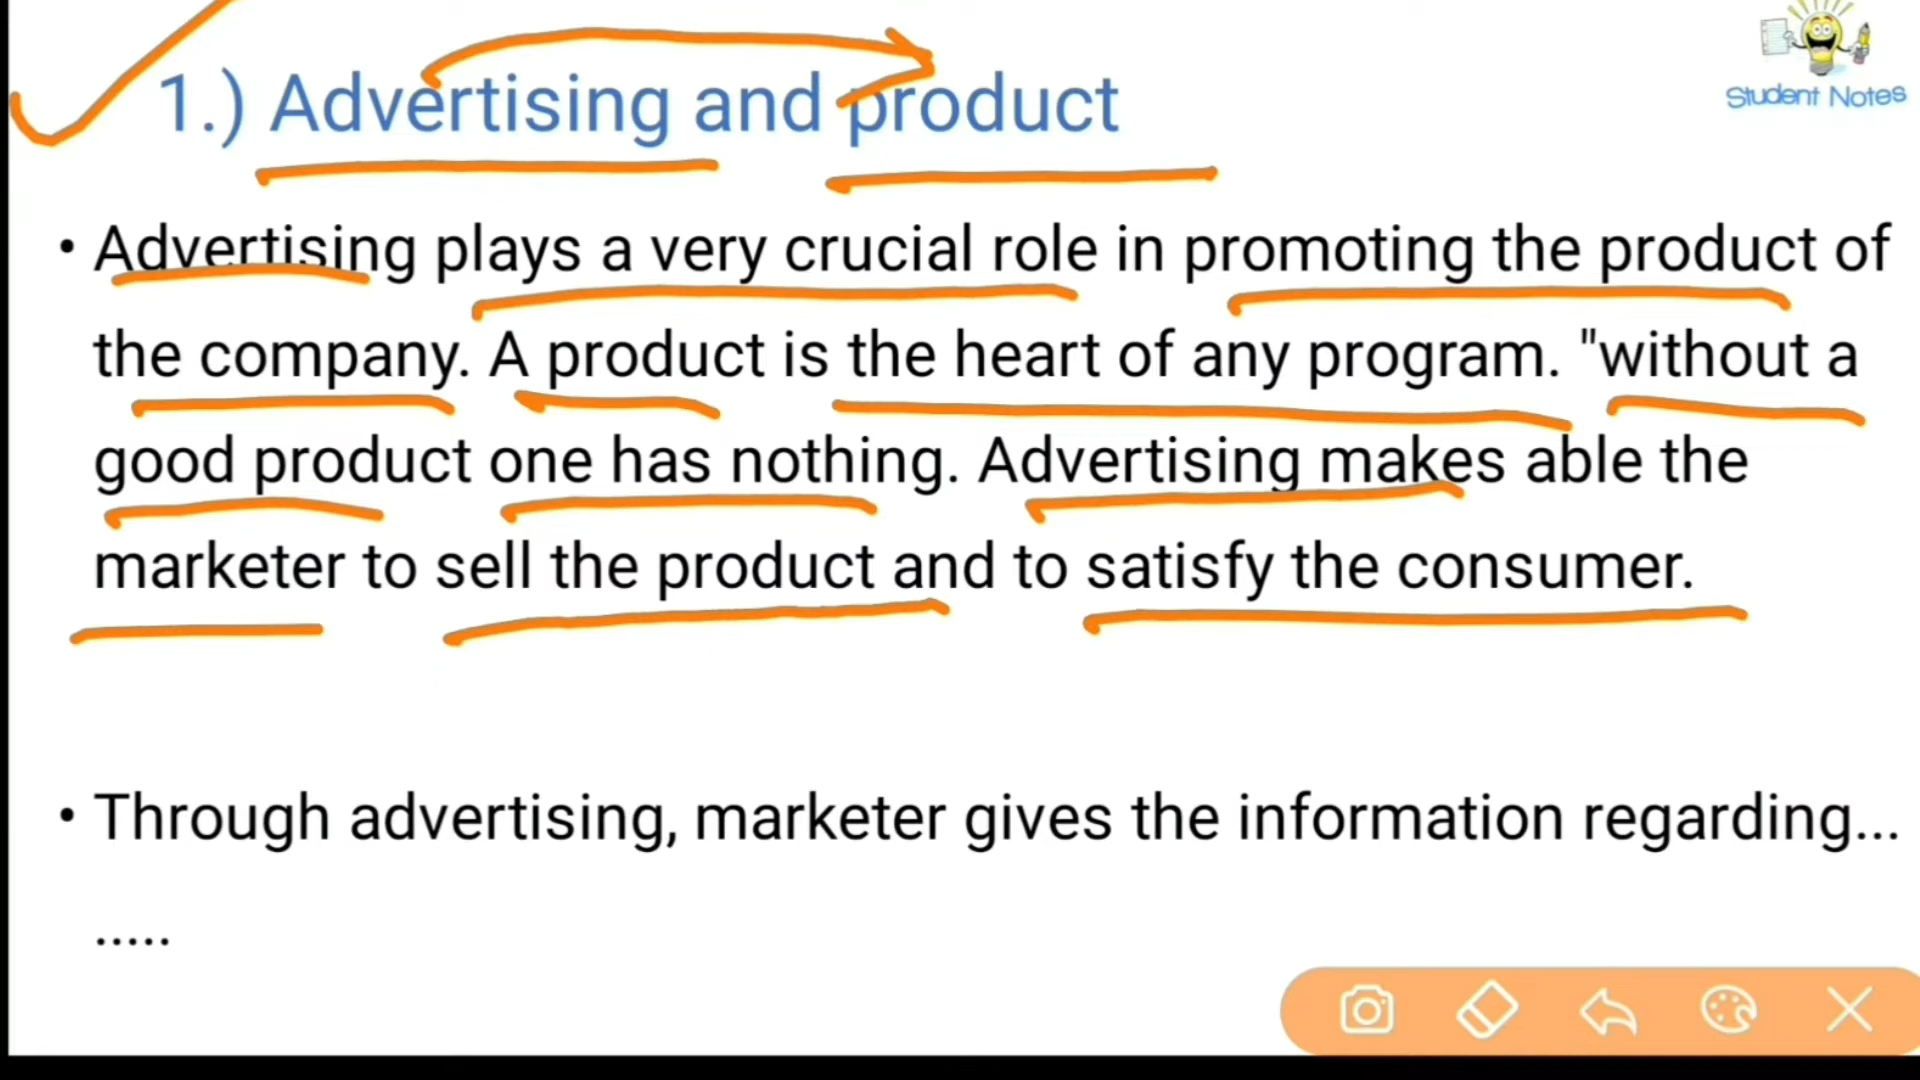 Student Notes
1.) Advertising and product
• Advertising plays a very crucial role in promoting the product of
the company. A product is the heart of any program. "without a
good product one has nothing. Advertising makes able the
marketer to sell the product and to satisfy the consumer.
• Through advertising, marketer gives the information regarding...
.....